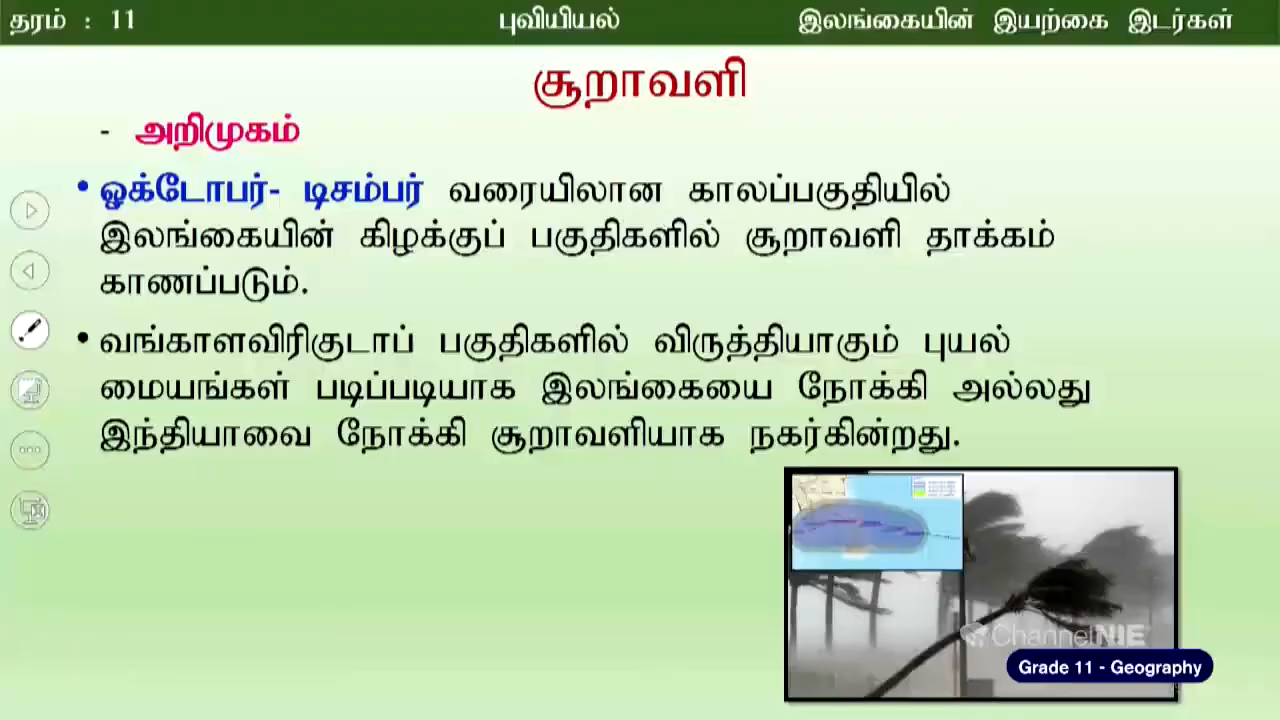 தரம் : 11 புவியியல் இலங்கையின் இயற்கை இடர்கள்
சூறாவளி
- அறிமுகம்
• ஒக்டோபர்- டிசம்பர் வரையிலான காலப்பகுதியில்
இலங்கையின் கிழக்குப் பகுதிகளில் சூறாவளி தாக்கம்
காணப்படும்.
• வங்காளவிரிகுடாப் பகுதிகளில் விருத்தியாகும் புயல்
மையங்கள் படிப்படியாக இலங்கையை நோக்கி அல்லது
இந்தியாவை நோக்கி சூறாவளியாக நகர்கின்றது.
ChannelNIE
Grade 11 - Geography